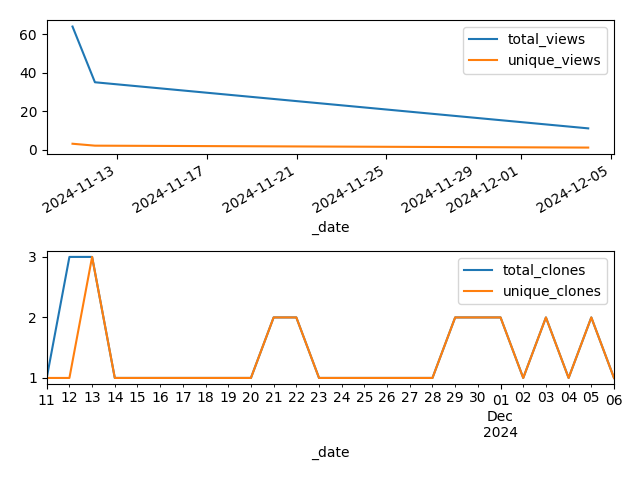 total_views
unique_views
60
40
20
0
2024-11-13 2024-11-17 2024-11-21 2024-11-25 2024-11-29 2024-12-01 2024-12-05
_date
total_clones
unique_clones
3
2
1
11 12 13 14 15 16 17 18 19 20 21 22 23 24 25 26 27 28 29 30 01 02 03 04 05 06
Dec
2024
_date